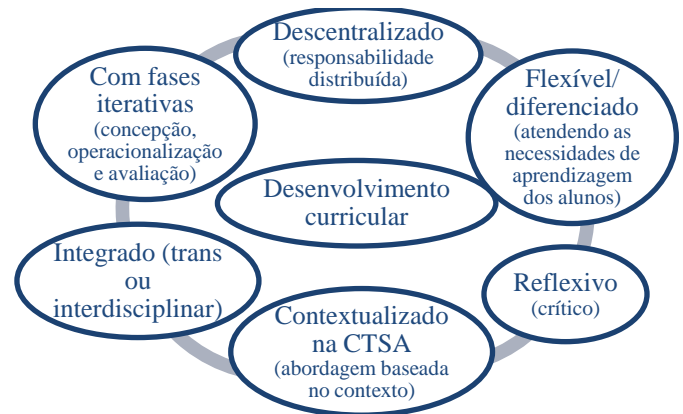 Descentralizado
(responsabilidade
distribuída)
Flexível/
diferenciado
(atendendo as
necessidades de
aprendizagem
dos alunos)
Reflexivo
(crítico)
Contextualizado
na CTSA
(abordagem baseada
no contexto)
Integrado (trans
ou
interdisciplinar)
Com fases
iterativas
(concepção,
operacionalização
e avaliação)
Desenvolvimento
curricular